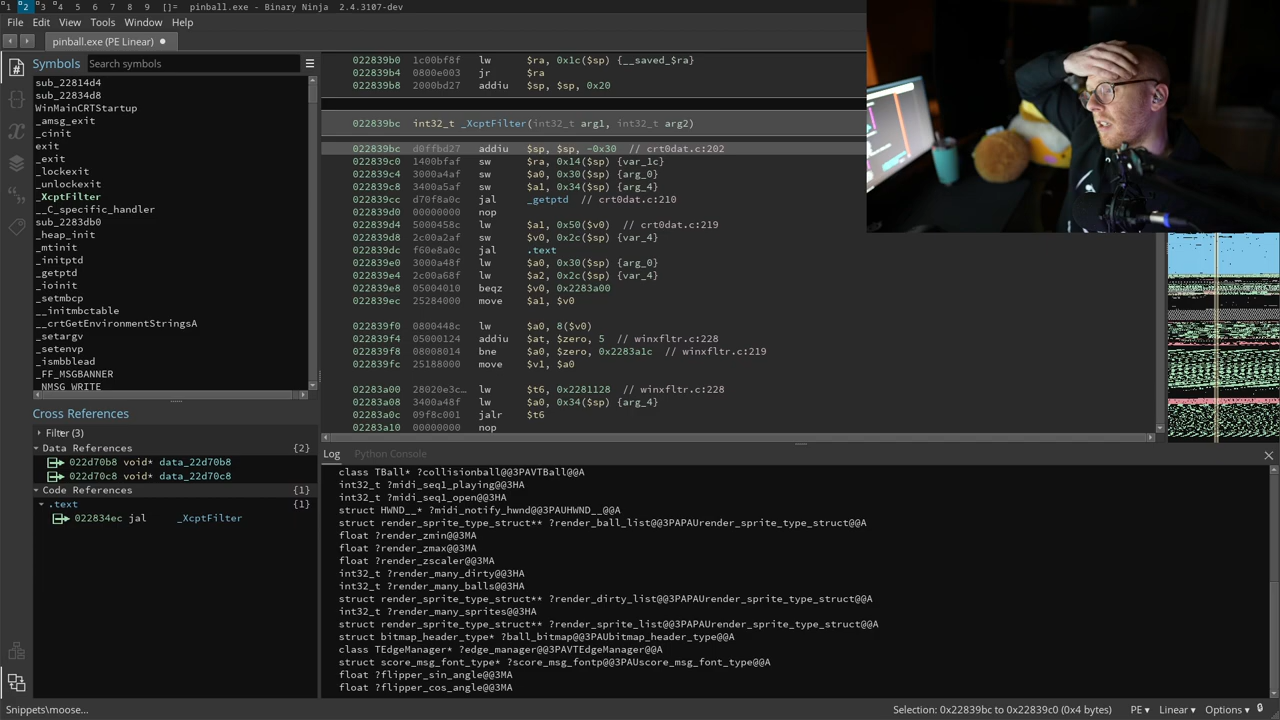 1 2 3 4 5 6 7 8 9 []= pinball.exe - Binary Ninja 2.4.3107-dev
File Edit View Tools Window Help
pinball.exe (PE Linear)
Symbols Search symbols
sub_22814d4
sub_22834d8
WinMainCRTStartup
_amsg_exit
_cinit
exit
_exit
_lockexit
_unlockexit
_XcptFilter
__C_specific_handler
sub_2283db0
_heap_init
_mtinit
_initptd
_getptd
_ioinit
_setmbcp
__initmbctable
__crtGetEnvironmentStringsA
_setargv
_setenvp
_ismbblead
_FF_MSGBANNER
_NMSG_WRITE
Cross References
Filter (3)
Data References {2}
022d70b8 void* data_22d70b8
022d70c8 void* data_22d70c8
Code References {1}
.text {1}
022834ec jal _XcptFilter
022839b0 1c00bf8f lw $ra, 0x1c($sp) {__saved_$ra}
022839b4 0800e003 jr $ra
022839b8 2000bd27 addiu $sp, $sp, 0x20
022839bc int32_t _XcptFilter(int32_t arg1, int32_t arg2)
022839bc d0ffbd27 addiu $sp, $sp, -0x30 // crt0dat.c:202
022839c0 1400bfaf sw $ra, 0x14($sp) {var_1c}
022839c4 3000a4af sw $a0, 0x30($sp) {arg_0}
022839c8 3400a5af sw $a1, 0x34($sp) {arg_4}
022839cc d70f8a0c jal _getptd // crt0dat.c:210
022839d0 00000000 nop
022839d4 5000458c lw $a1, 0x50($v0) // crt0dat.c:219
022839d8 2c00a2af sw $v0, 0x2c($sp) {var_4}
022839dc f60e8a0c jal .text
022839e0 3000a48f lw $a0, 0x30($sp) {arg_0}
022839e4 2c00a68f lw $a2, 0x2c($sp) {var_4}
022839e8 05004010 beqz $v0, 0x2283a00
022839ec 25284000 move $a1, $v0
022839f0 0800448c lw $a0, 8($v0)
022839f4 05000124 addiu $at, $zero, 5 // winxfltr.c:228
022839f8 08008014 bne $a0, $zero, 0x2283a1c // winxfltr.c:219
022839fc 25188000 move $v1, $a0
02283a00 28020e3c… lw $t6, 0x2281128 // winxfltr.c:228
02283a08 3400a48f lw $a0, 0x34($sp) {arg_4}
02283a0c 09f8c001 jalr $t6
02283a10 00000000 nop
Log Python Console
class TBall* ?collisionball@@3PAVTBall@@A
int32_t ?midi_seq1_playing@@3HA
int32_t ?midi_seq1_open@@3HA
struct HWND__* ?midi_notify_hwnd@@3PAUHWND__@@A
struct render_sprite_type_struct** ?render_ball_list@@3PAPAUrender_sprite_type_struct@@A
float ?render_zmin@@3MA
float ?render_zmax@@3MA
float ?render_zscaler@@3MA
int32_t ?render_many_dirty@@3HA
int32_t ?render_many_balls@@3HA
struct render_sprite_type_struct** ?render_dirty_list@@3PAPAUrender_sprite_type_struct@@A
int32_t ?render_many_sprites@@3HA
struct render_sprite_type_struct** ?render_sprite_list@@3PAPAUrender_sprite_type_struct@@A
struct bitmap_header_type* ?ball_bitmap@@3PAUbitmap_header_type@@A
class TEdgeManager* ?edge_manager@@3PAVTEdgeManager@@A
struct score_msg_font_type* ?score_msg_fontp@@3PAUscore_msg_font_type@@A
float ?flipper_sin_angle@@3MA
float ?flipper_cos_angle@@3MA
Snippets\moose... Selection: 0x22839bc to 0x22839c0 (0x4 bytes) PE Linear Options